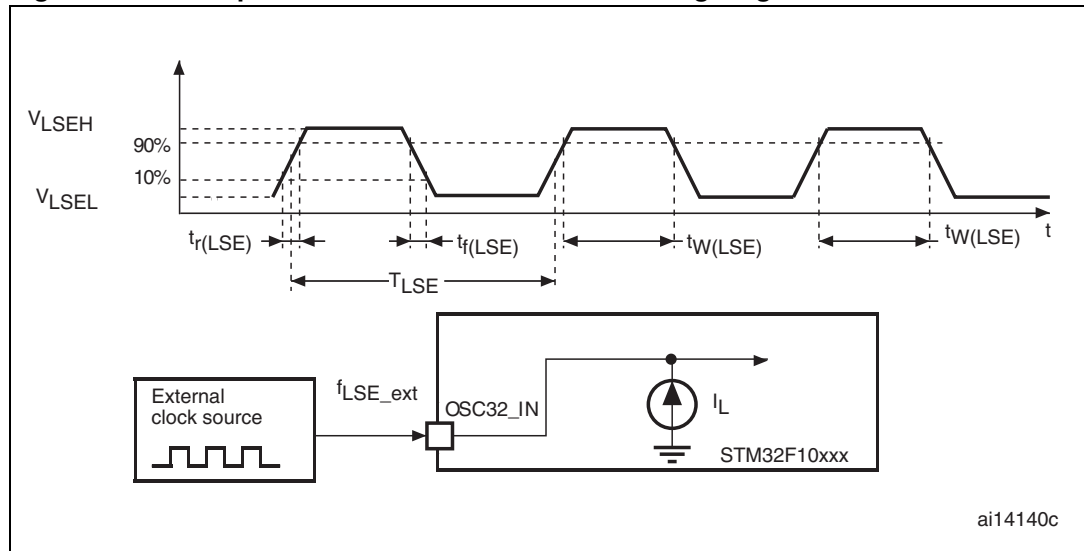 VLSEH
90%
10%
VLSEL
tr(LSE)
tf(LSE)
tW(LSE)
tW(LSE)
t
TLSE
External
clock source
fLSE_ext
OSC32_IN
IL
STM32F10xxx
ai14140c